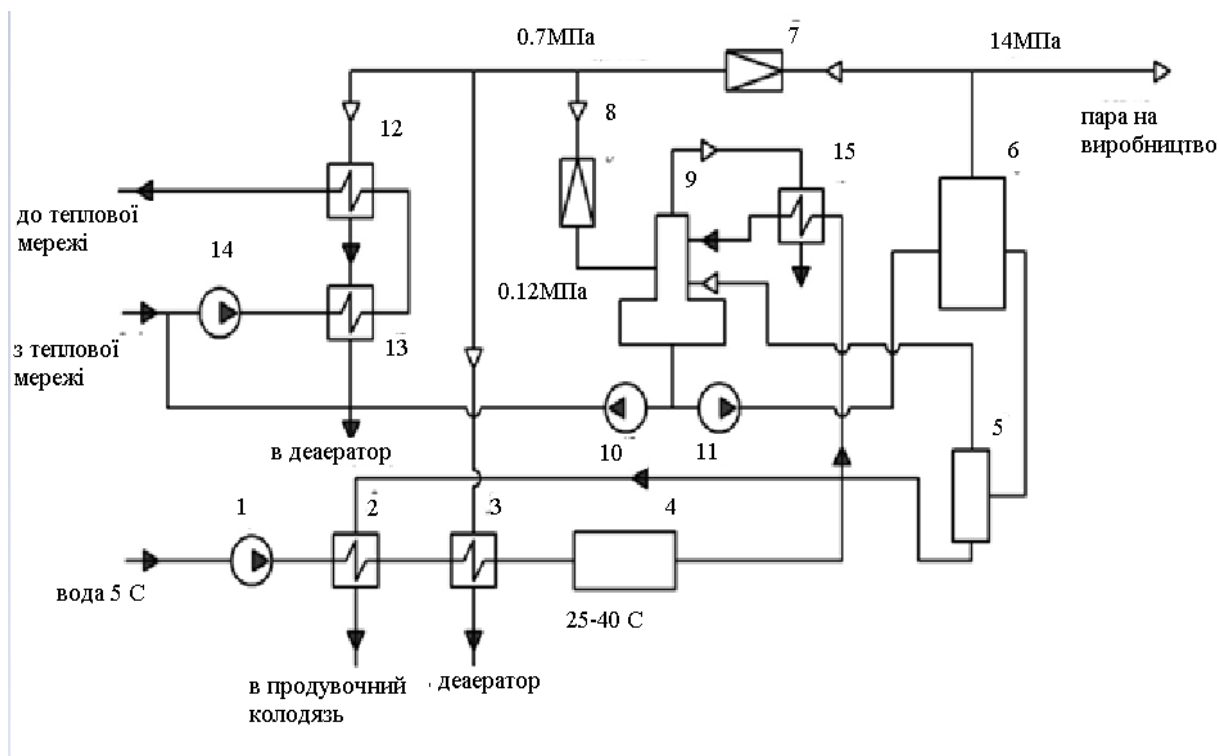 0.7МПа
7
14МПа
8
пара на
виробництво
12
15
6
9
до теплової
мережі
14
0.12МПа
13
з теплової
мережі
в деаератор
10
11
5
1
2
3
4
вода 5 С
25-40 С
в продувочний
колодязь
деаератор